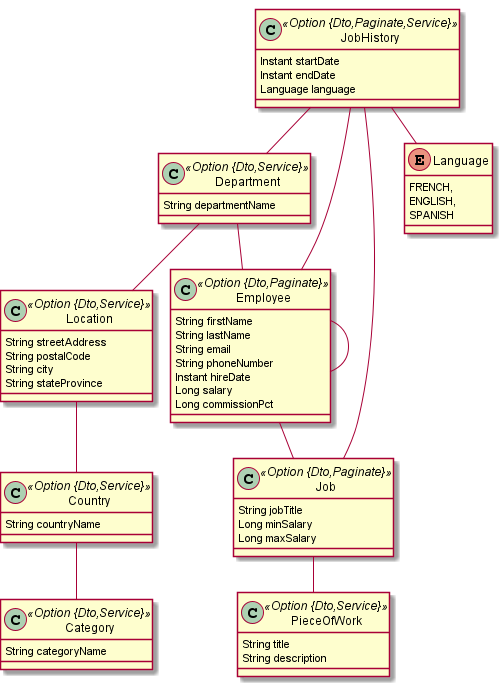 C «Option {Dto,Paginate,Service}»
JobHistory
Instant startDate
Instant endDate
Language language
C «Option {Dto,Service}»
Department
String departmentName
E Language
FRENCH,
ENGLISH,
SPANISH
C «Option {Dto,Service}»
Location
String streetAddress
String postalCode
String city
String stateProvince
C «Option {Dto,Paginate}»
Employee
String firstName
String lastName
String email
String phoneNumber
Instant hireDate
Long salary
Long commissionPct
C «Option {Dto,Service}»
Country
String countryName
C «Option {Dto,Paginate}»
Job
String jobTitle
Long minSalary
Long maxSalary
C «Option {Dto,Service}»
Category
String categoryName
C «Option {Dto,Service}»
PieceOfWork
String title
String description